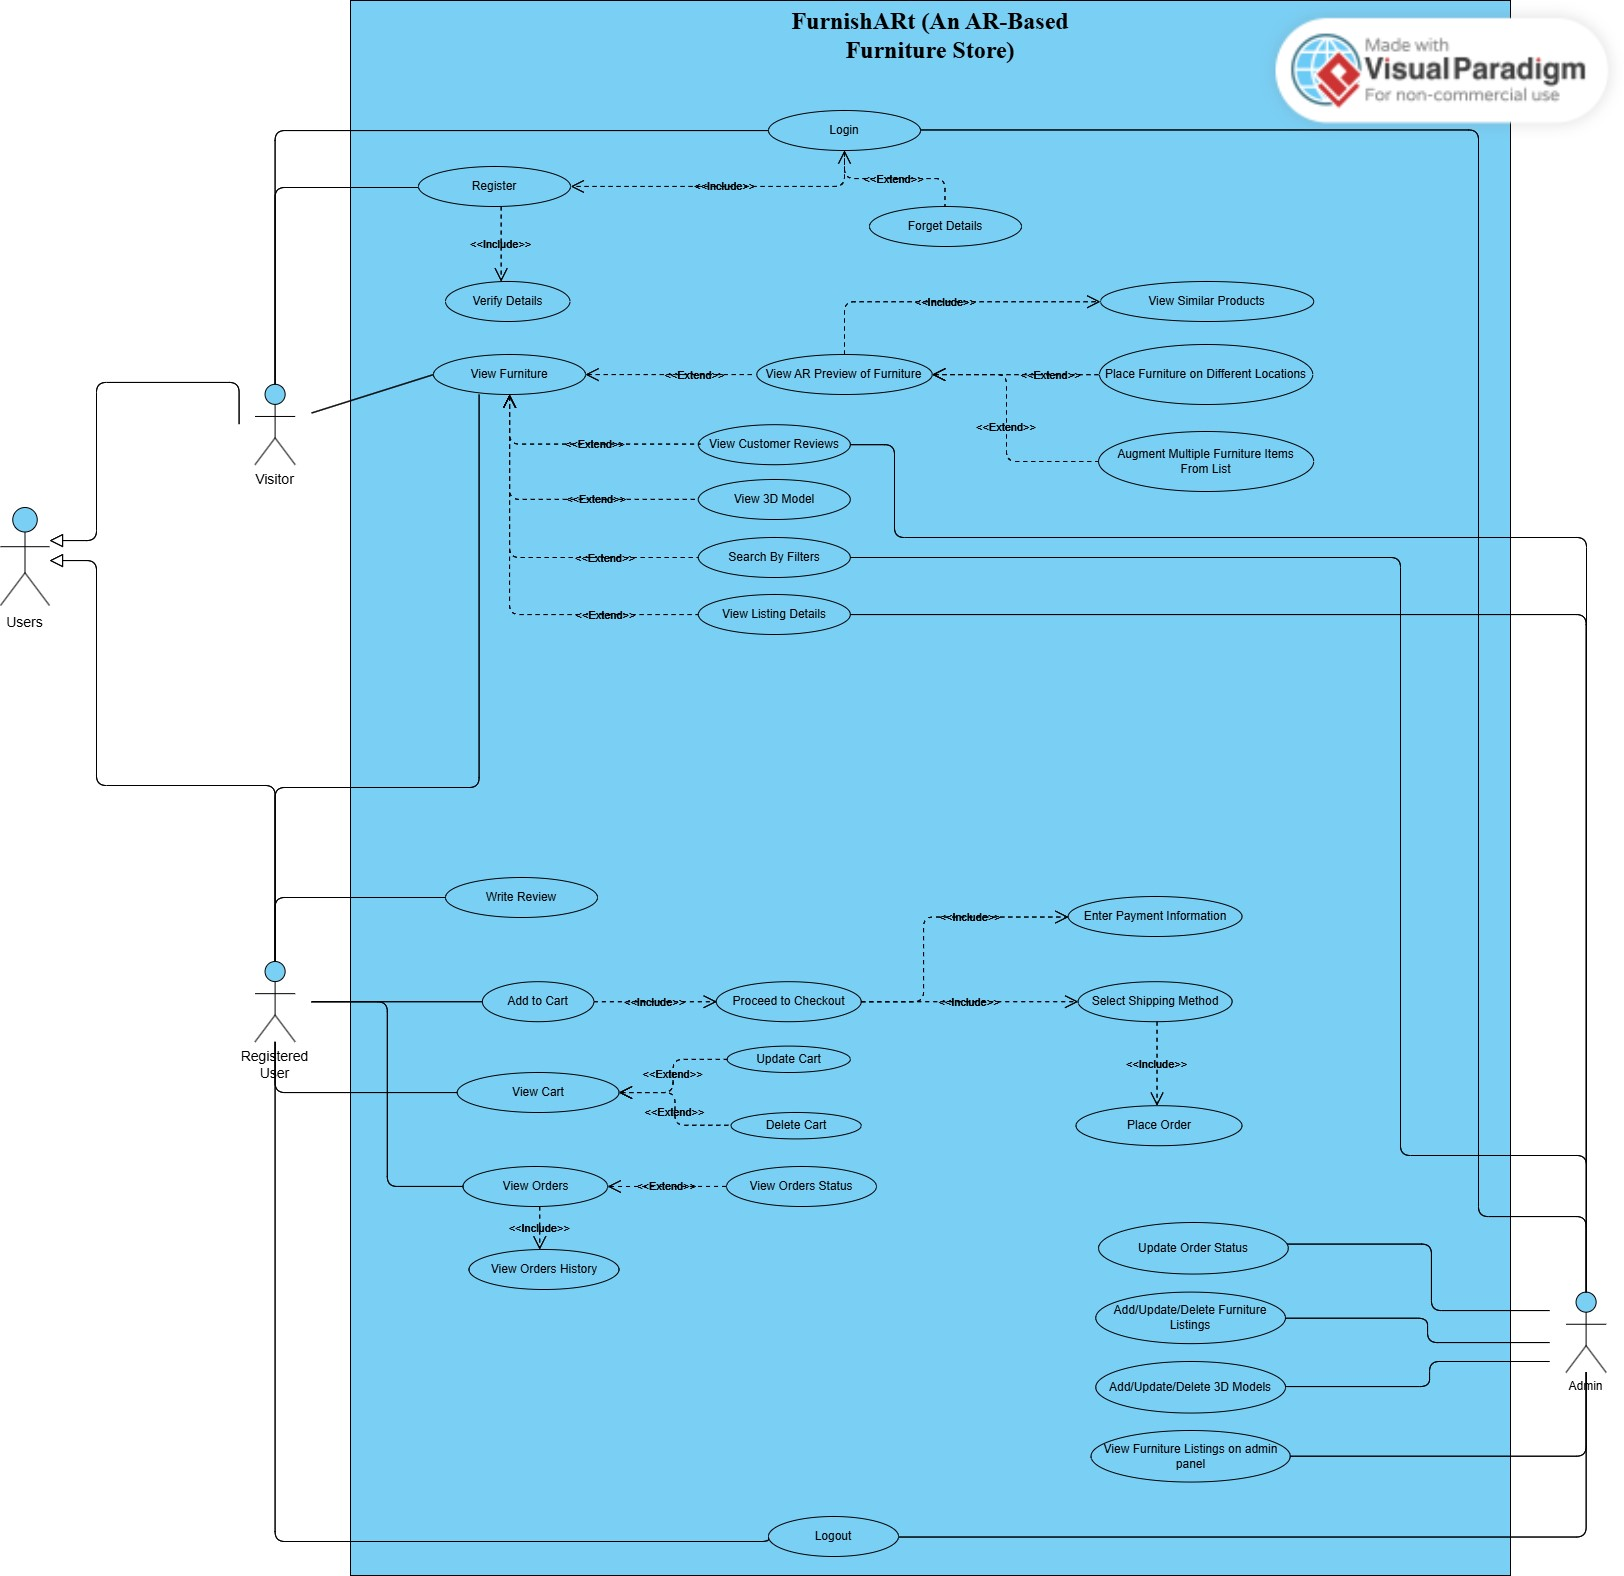 FurnishARt (An AR-Based
Furniture Store)
Made with
Visual Paradigm
For non-commercial use
Login
Register
<<Include>>
<<Extend>>
Forget Details
<<Include>>
Verify Details
<<Include>>
View Similar Products
View Furniture
<<Extend>>
View AR Preview of Furniture
<<Extend>>
Place Furniture on Different Locations
<<Extend>>
Augment Multiple Furniture Items
From List
Visitor
<<Extend>>
View Customer Reviews
<<Extend>>
View 3D Model
<<Extend>>
Search By Filters
<<Extend>>
View Listing Details
Users
Write Review
<<Include>>
Enter Payment Information
Add to Cart
<<Include>>
Proceed to Checkout
<<Include>>
Select Shipping Method
Registered
User
<<Include>>
Update Cart
<<Extend>>
View Cart
<<Extend>>
Delete Cart
Place Order
View Orders
<<Extend>>
View Orders Status
<<Include>>
View Orders History
Update Order Status
Add/Update/Delete Furniture
Listings
Add/Update/Delete 3D Models
Admin
View Furniture Listings on admin
panel
Logout